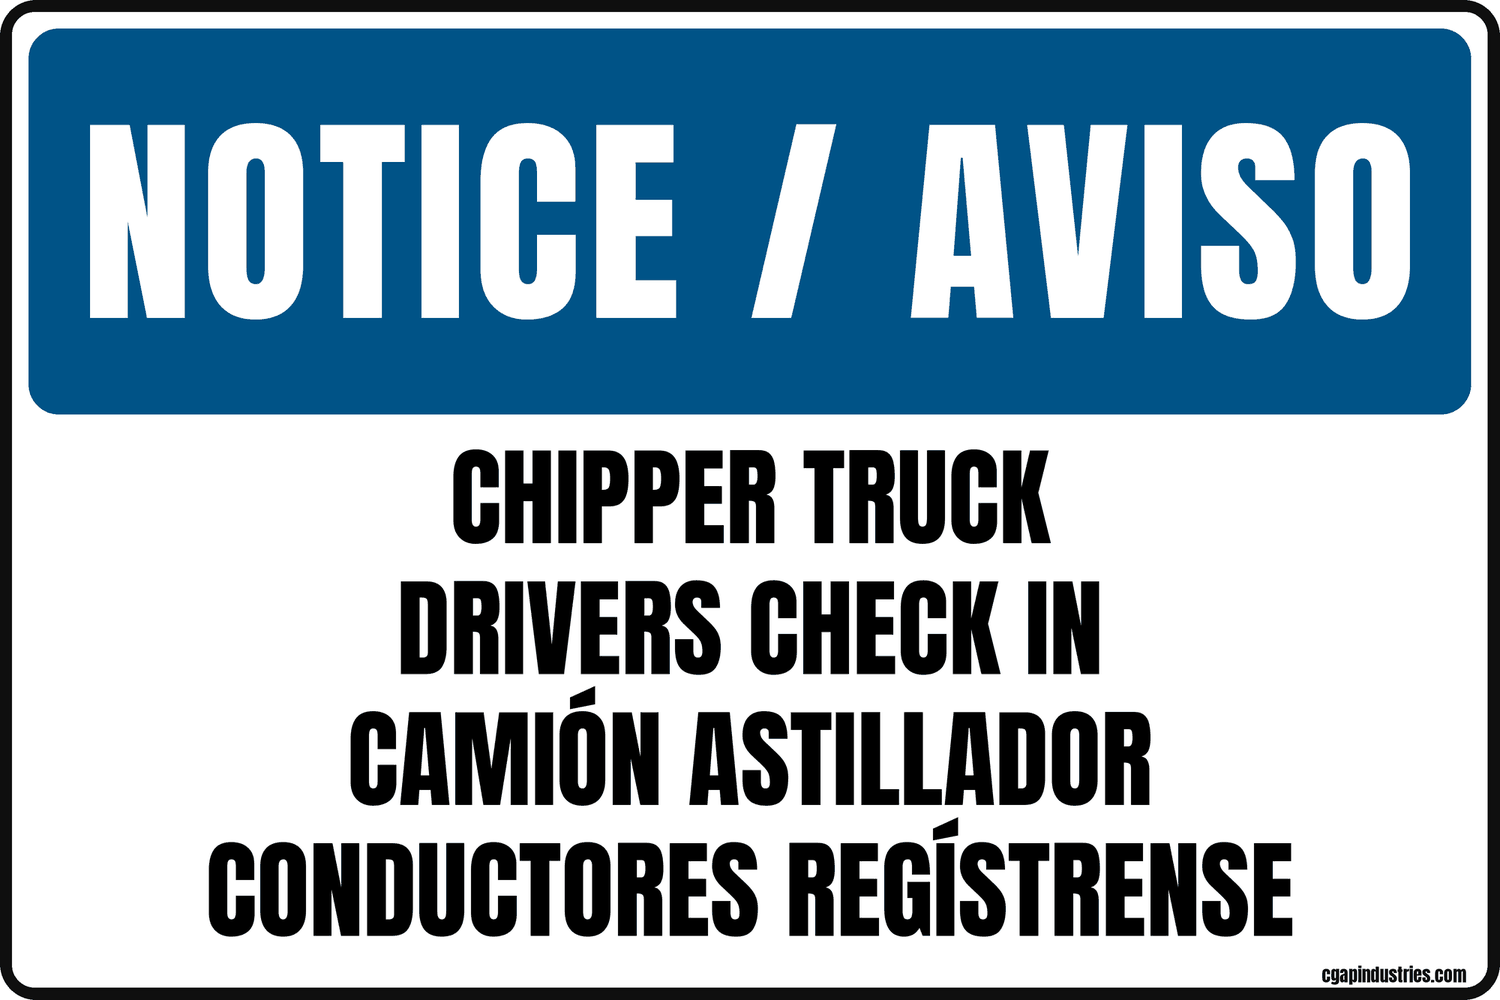 NOTICE / AVISO
CHIPPER TRUCK
DRIVERS CHECK IN
CAMIÓN ASTILLADOR
CONDUCTORES REGÍSTRENSE
cgapindustries.com